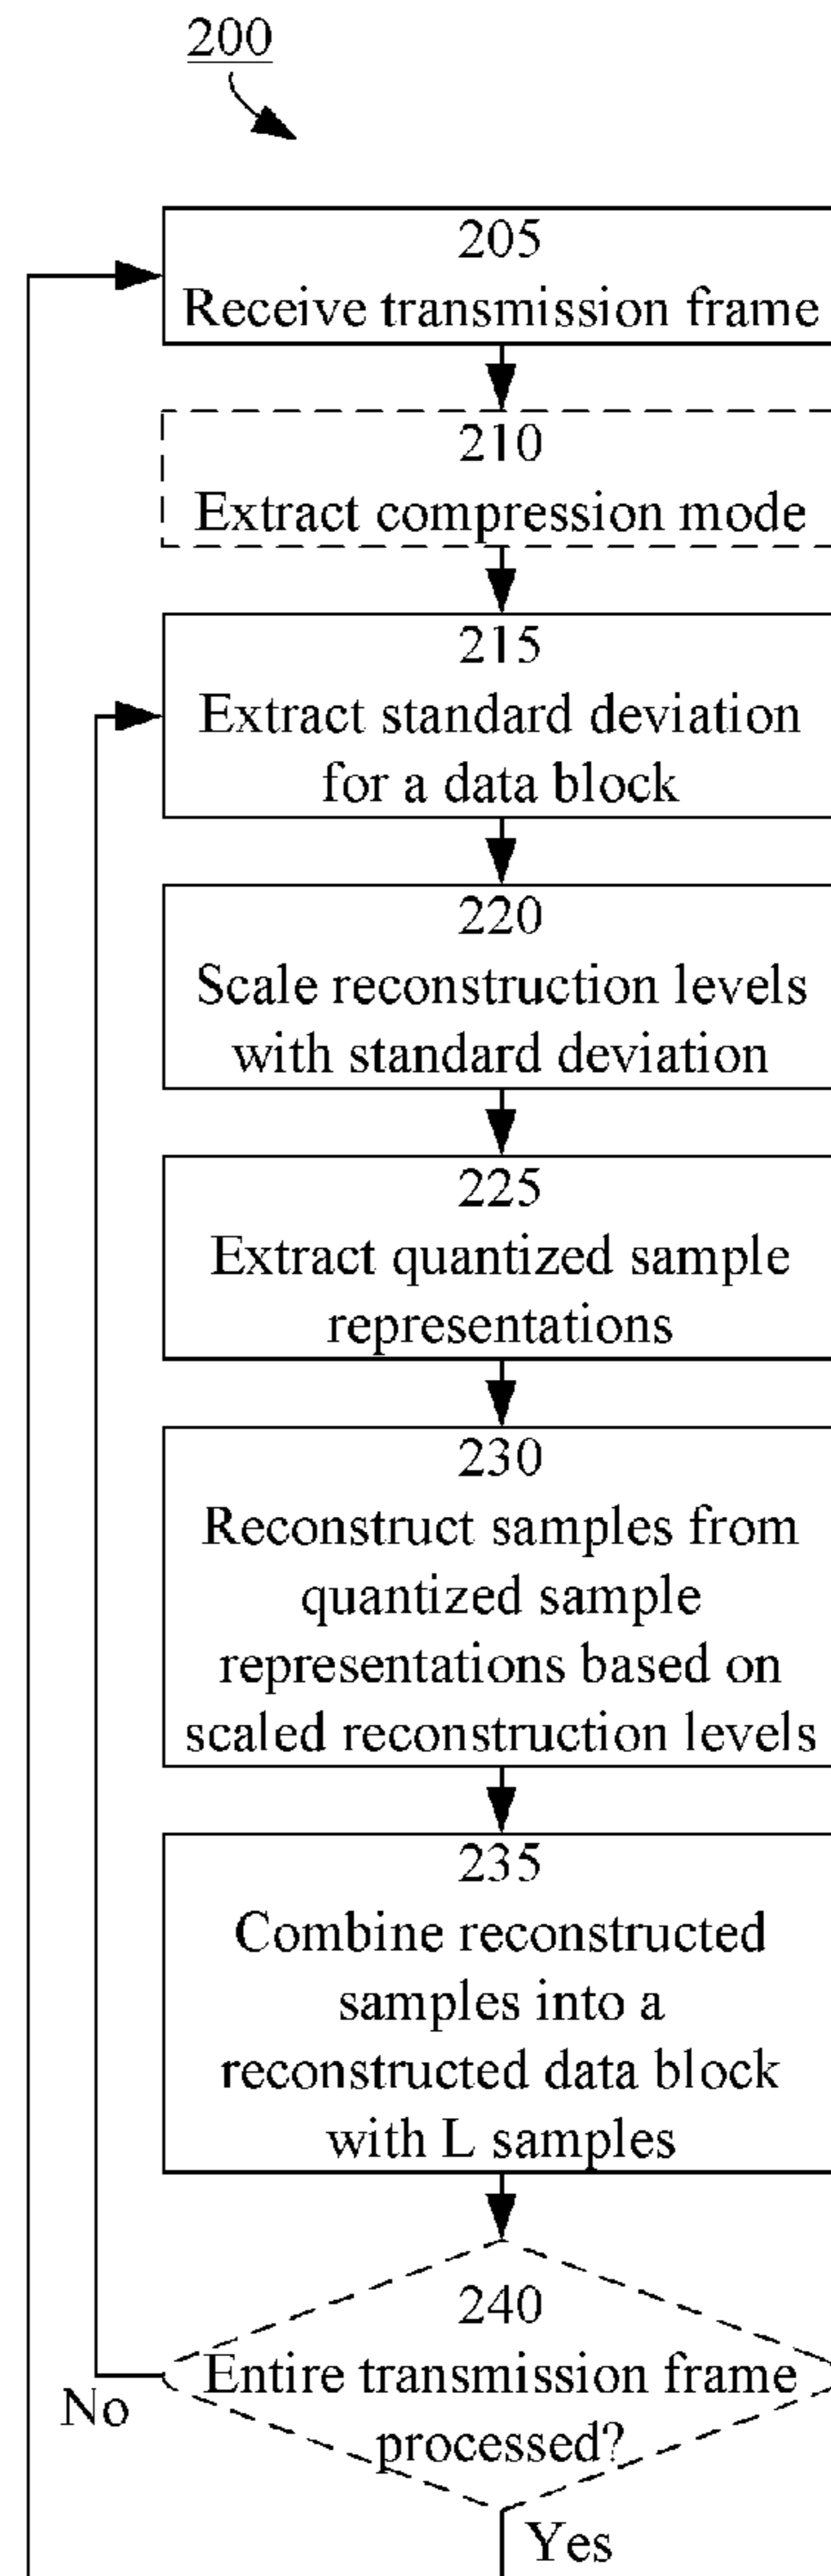 200
205
Receive transmission frame
210
Extract compression mode
215
Extract standard deviation
for a data block
220
Scale reconstruction levels
with standard deviation
225
Extract quantized sample
representations
230
Reconstruct samples from
quantized sample
representations based on
scaled reconstruction levels
235
Combine reconstructed
samples into a
reconstructed data block
with L samples
240
Entire transmission frame
processed?
No
Yes